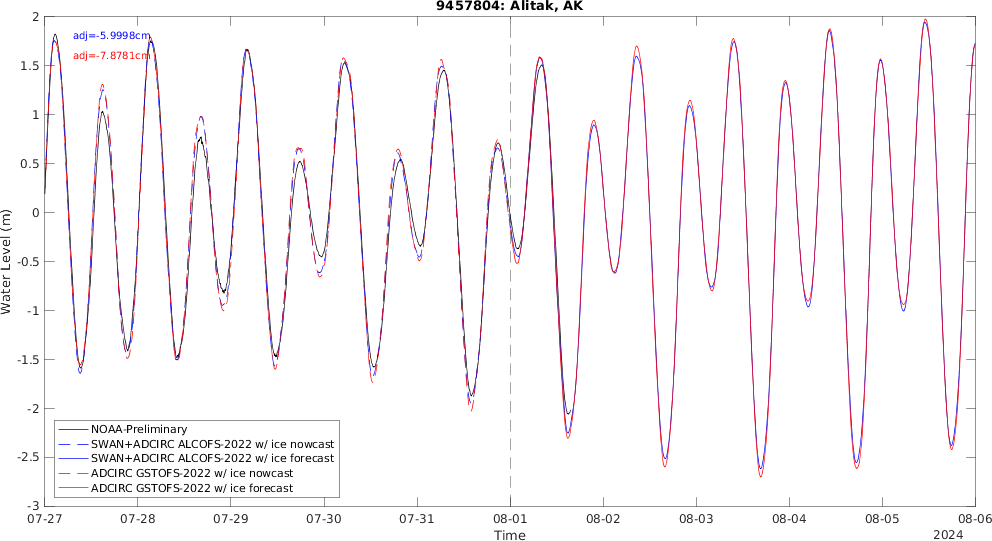 9457804: Alitak, AK
adj=-5.9998cm
adj=-7.8781cm
2
1.5
1
0.5
0
-0.5
-1
-1.5
-2
-2.5
-3
Water Level (m)
NOAA-Preliminary
SWAN+ADCIRC ALCOFS-2022 w/ ice nowcast
SWAN+ADCIRC ALCOFS-2022 w/ ice forecast
ADCIRC GSTOFS-2022 w/ ice nowcast
ADCIRC GSTOFS-2022 w/ ice forecast
07-27 07-28 07-29 07-30 07-31 08-01 08-02 08-03 08-04 08-05 08-06
Time
2024